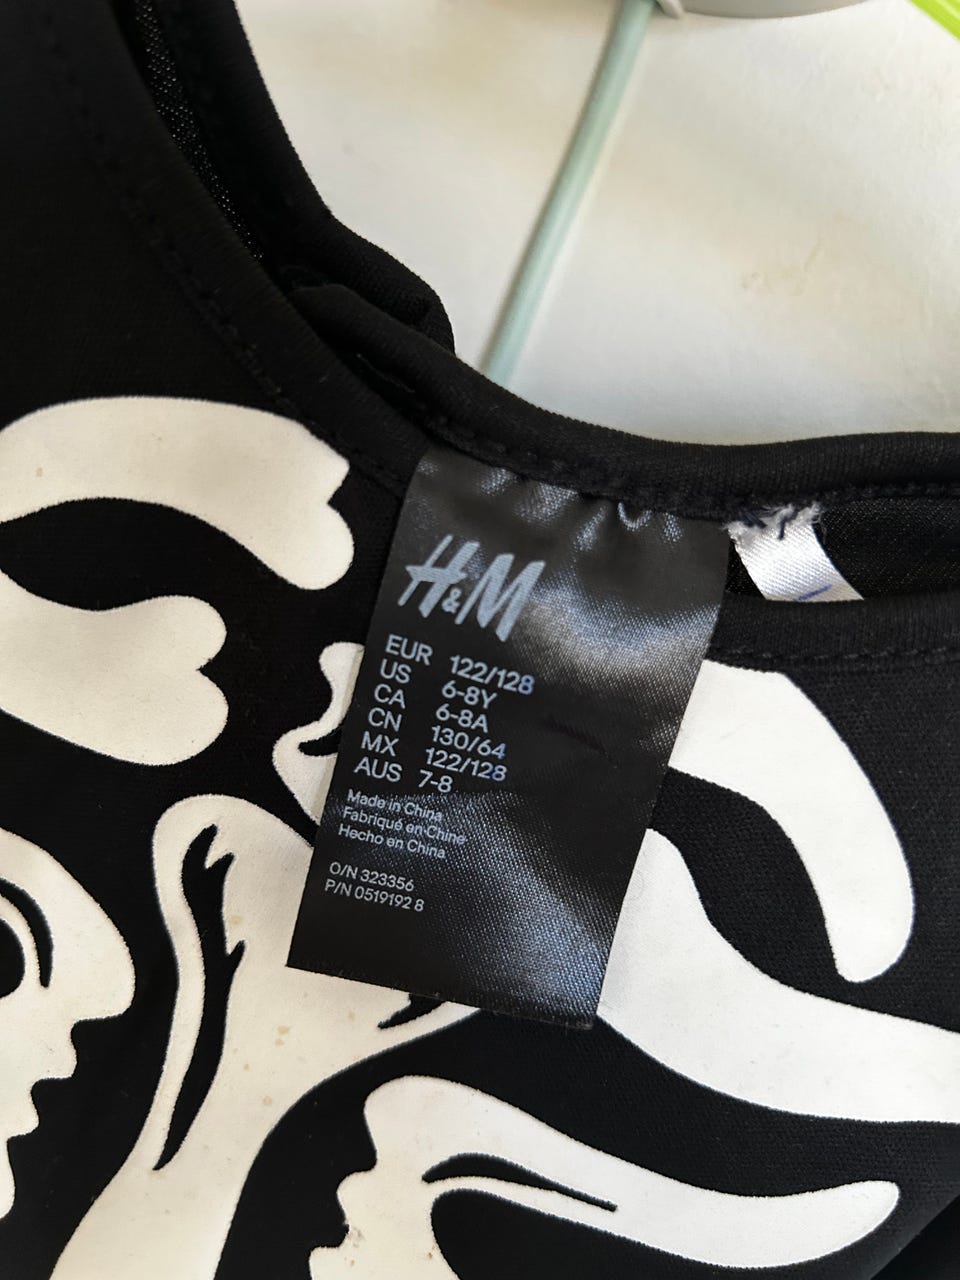 H&M
EUR 122/128
US 6-8Y
CA 6-8A
CN 130/64
MX 122/128
AUS 7-8
Made in China
Fabriqué en Chine
Hecho en China
O/N 323356
P/N 0519192 8